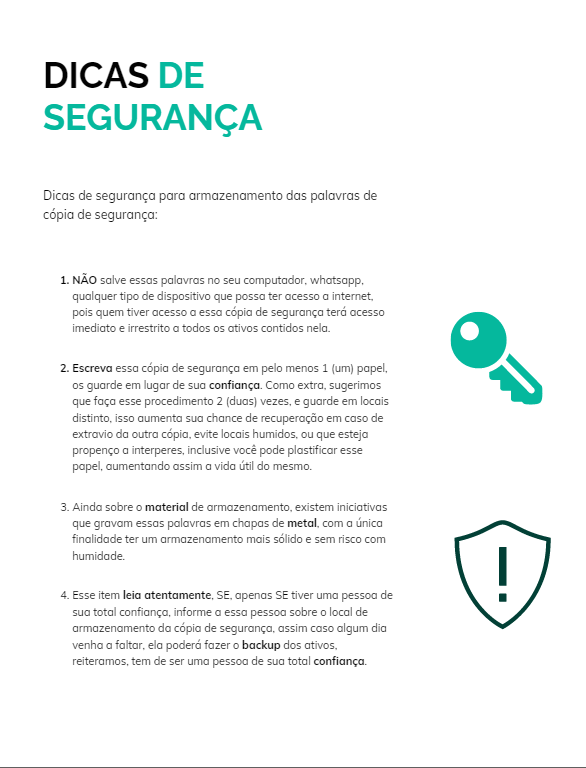 DICAS DE
SEGURANÇA
Dicas de segurança para armazenamento das palavras de
cópia de segurança:
1. NÃO salve essas palavras no seu computador, whatsapp,
qualquer tipo de dispositivo que possa ter acesso a internet,
pois quem tiver acesso a essa cópia de segurança terá acesso
imediato e irrestrito a todos os ativos contidos nela.
2. Escreva essa cópia de segurança em pelo menos 1 (um) papel,
os guarde em lugar de sua confiança. Como extra, sugerimos
que faça esse procedimento 2 (duas) vezes, e guarde em locais
distinto, isso aumenta sua chance de recuperação em caso de
extravio da outra cópia, evite locais humidos, ou que esteja
propenço a interperes, inclusive você pode plastificar esse
papel, aumentando assim a vida útil do mesmo.
3. Ainda sobre o material de armazenamento, existem iniciativas
que gravam essas palavras em chapas de metal, com a única
finalidade ter um armazenamento mais sólido e sem risco com
humidade.
4. Esse item leia atentamente, SE, apenas SE tiver uma pessoa de
sua total confiança, informe a essa pessoa sobre o local de
armazenamento da cópia de segurança, assim caso algum dia
venha a faltar, ela poderá fazer o backup dos ativos,
reiteramos, tem de ser uma pessoa de sua total confiança.